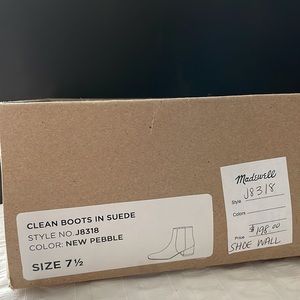 CLEAN BOOTS IN SUEDE
STYLE NO. J8318
COLOR: NEW PEBBLE
SIZE 7½
Madewell
Style J8318
Colors
Price $198.00
SHOE WALL